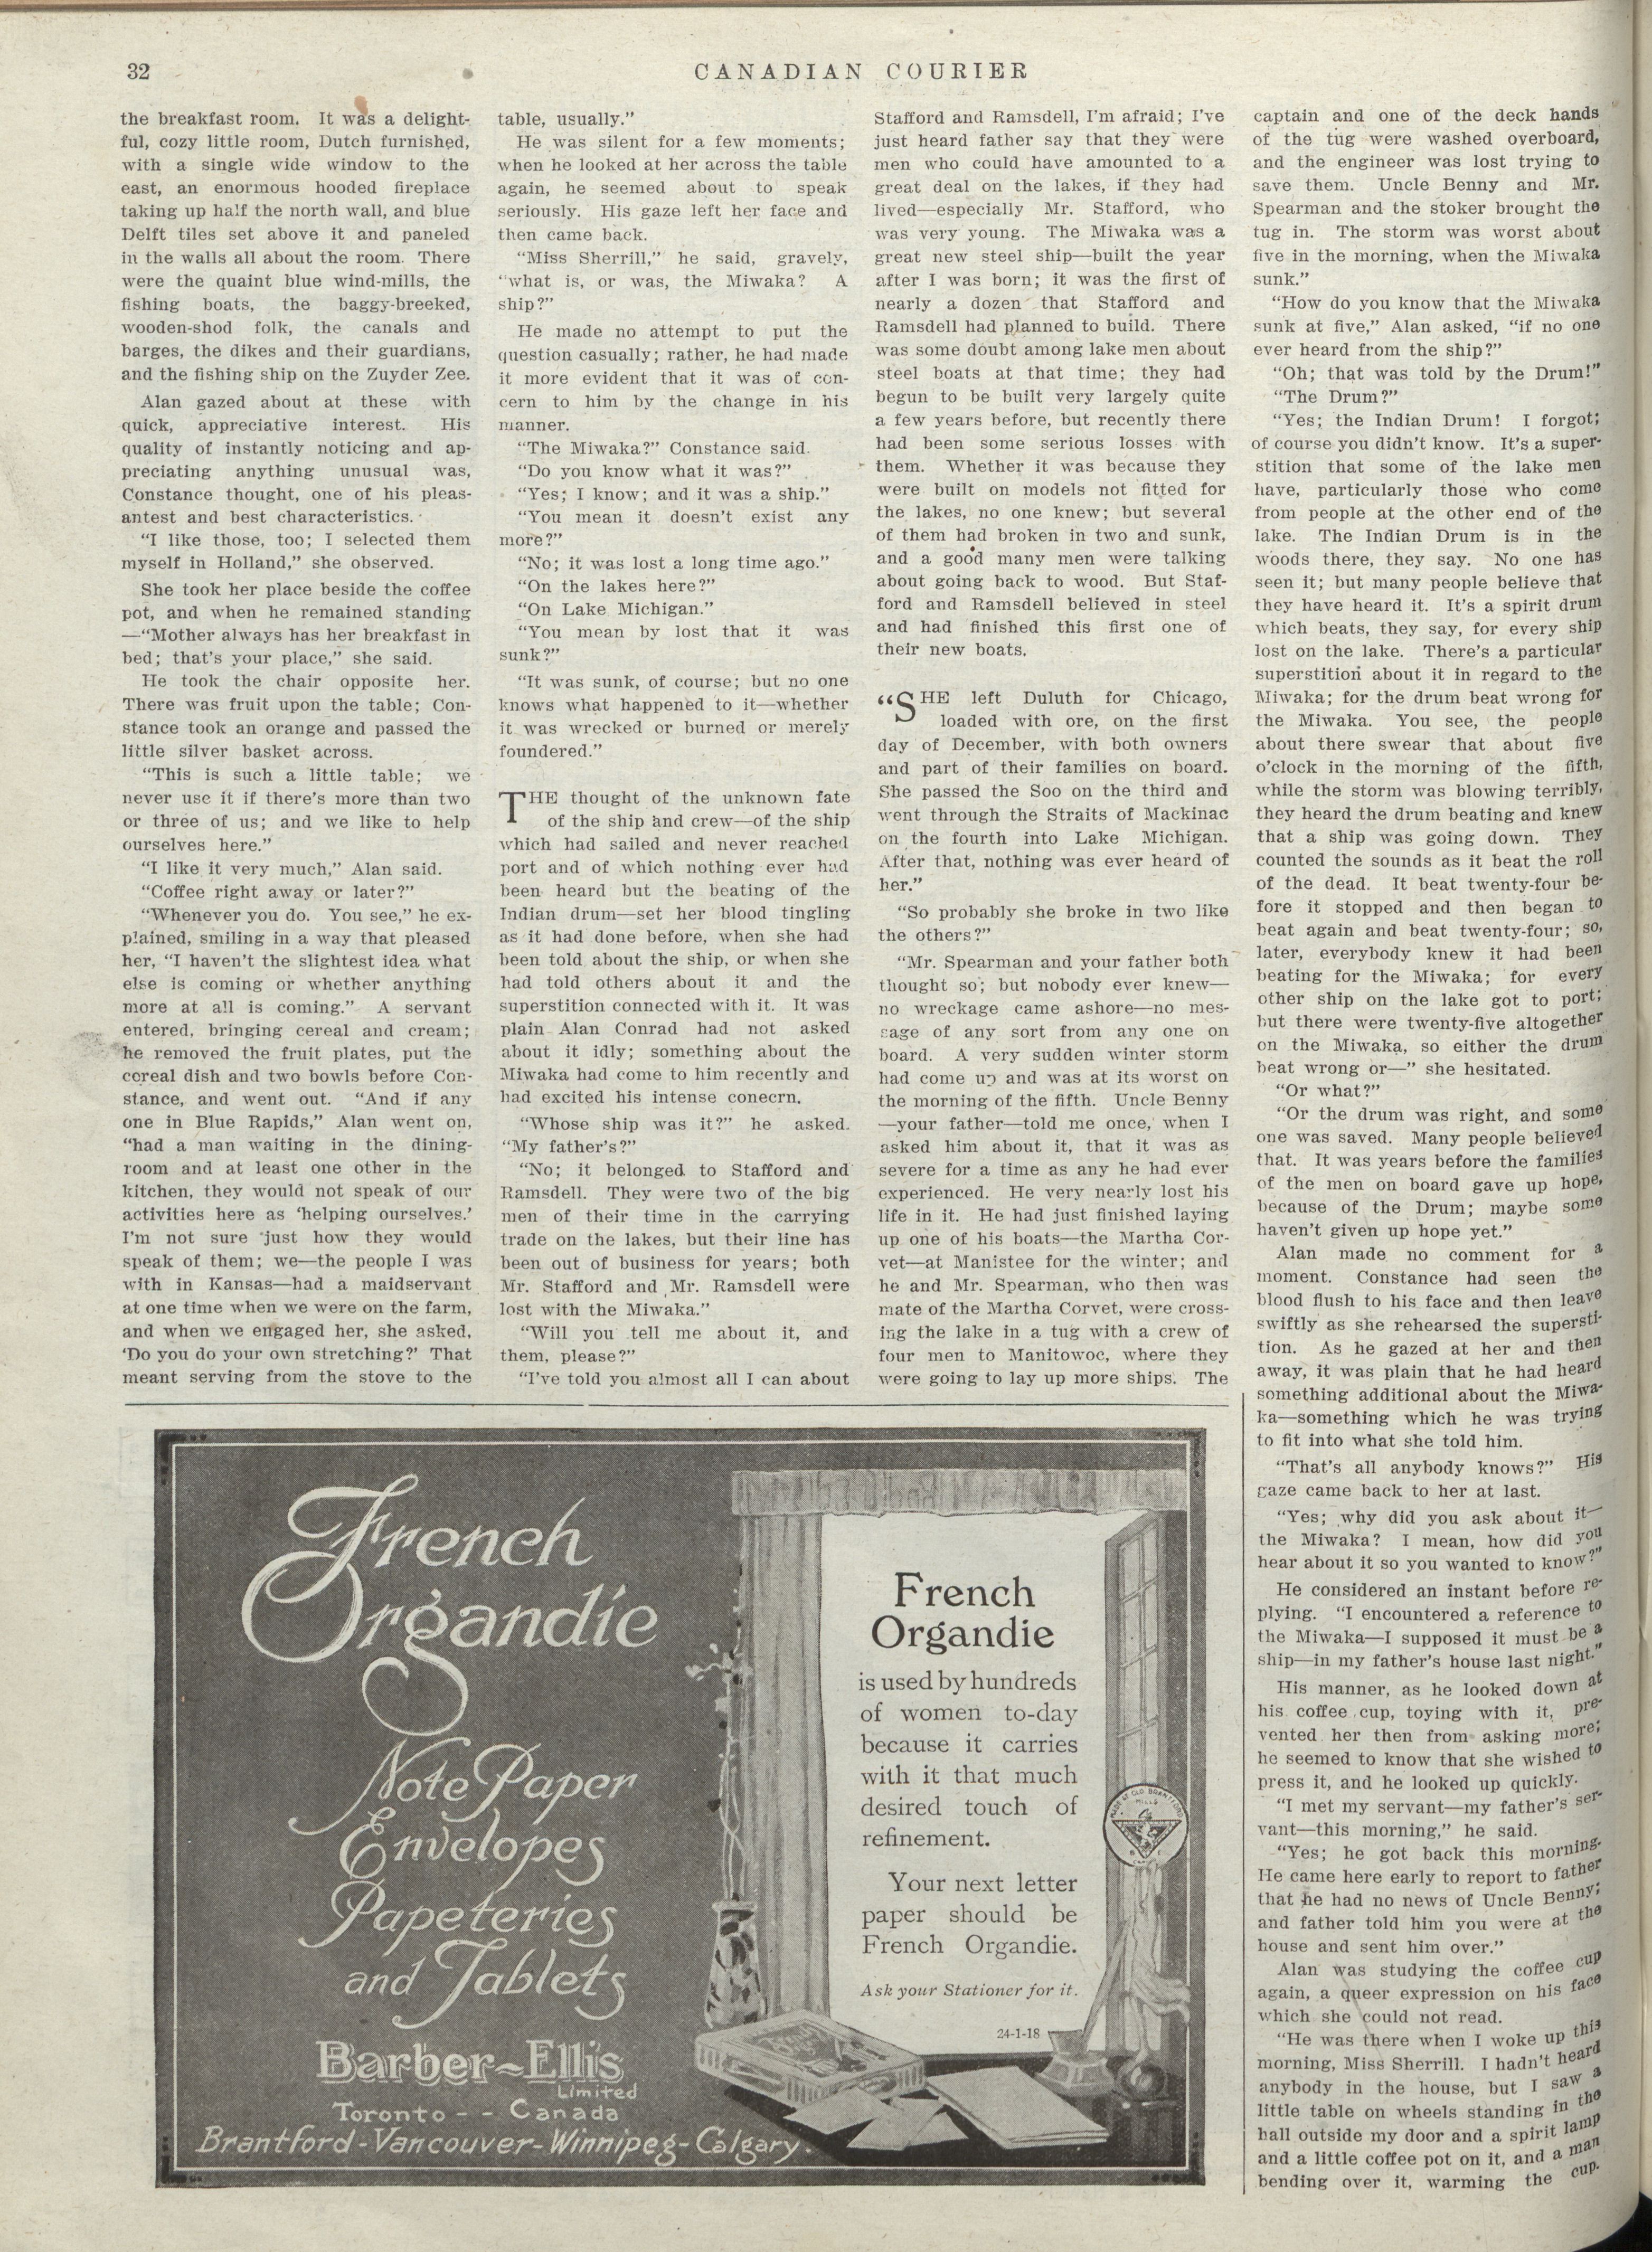 32
CANADIAN COURIER
the breakfast room. It was a delight-
ful, cozy little room, Dutch furnished,
with a single wide window to the
east, an enormous hooded fireplace
taking up half the north wall, and blue
Delft tiles set above it and paneled
in the walls all about the room. There
were the quaint blue wind-mills, the
fishing boats, the baggy-breeked,
wooden-shod folk, the canals and
barges, the dikes and their guardians,
and the fishing ship on the Zuyder Zee.
Alan gazed about at these with
quick, appreciative interest. His
quality of instantly noticing and ap-
preciating anything unusual was,
Constance thought, one of his pleas-
antest and best characteristics.
"I like those, too; I selected them
myself in Holland," she observed.
She took her place beside the coffee
pot, and when he remained standing
—"Mother always has her breakfast in
bed; that's your place," she said.
He took the chair opposite her.
There was fruit upon the table; Con-
stance took an orange and passed the
little silver basket across.
"This is such a little table; we
never use it if there's more than two
or three of us; and we like to help
ourselves here."
"I like it very much," Alan said.
"Coffee right away or later?"
"Whenever you do. You see," he ex-
plained, smiling in a way that pleased
her, "I haven't the slightest idea what
else is coming or whether anything
more at all is coming." A servant
entered, bringing cereal and cream;
he removed the fruit plates, put the
cereal dish and two bowls before Con-
stance, and went out. "And if any
one in Blue Rapids," Alan went on,
"had a man waiting in the dining-
room and at least one other in the
kitchen, they would not speak of our
activities here as 'helping ourselves.'
I'm not sure just how they would
speak of them; we—the people I was
with in Kansas—had a maidservant
at one time when we were on the farm,
and when we engaged her, she asked,
'Do you do your own stretching?' That
meant serving from the stove to the
table, usually."
He was silent for a few moments;
when he looked at her across the table
again, he seemed about to speak
seriously. His gaze left her face and
then came back.
"Miss Sherrill," he said, gravely,
"what is, or was, the Miwaka? A
ship?"
He made no attempt to put the
question casually; rather, he had made
it more evident that it was of con-
cern to him by the change in his
manner.
"The Miwaka?" Constance said.
"Do you know what it was?"
"Yes; I know; and it was a ship."
"You mean it doesn't exist any
more?"
"No; it was lost a long time ago."
"On the lakes here?"
"On Lake Michigan."
"You mean by lost that it was
sunk?"
"It was sunk, of course; but no one
knows what happened to it—whether
it was wrecked or burned or merely
foundered."
THE thought of the unknown fate
of the ship and crew—of the ship
which had sailed and never reached
port and of which nothing ever had
been heard but the beating of the
Indian drum—set her blood tingling
as it had done before, when she had
been told about the ship, or when she
had told others about it and the
superstition connected with it. It was
plain Alan Conrad had not asked
about it idly; something about the
Miwaka had come to him recently and
had excited his intense conecrn.
"Whose ship was it?" he asked.
"My father's?"
"No; it belonged to Stafford and
Ramsdell. They were two of the big
men of their time in the carrying
trade on the lakes, but their line has
been out of business for years; both
Mr. Stafford and Mr. Ramsdell were
lost with the Miwaka."
"Will you tell me about it, and
them, please?"
"I've told you almost all I can about
Stafford and Ramsdell, I'm afraid; I've
just heard father say that they were
men who could have amounted to a
great deal on the lakes, if they had
lived—especially Mr. Stafford, who
was very young. The Miwaka was a
great new steel ship—built the year
after I was born; it was the first of
nearly a dozen that Stafford and
Ramsdell had planned to build. There
was some doubt among lake men about
steel boats at that time; they had
begun to be built very largely quite
a few years before, but recently there
had been some serious losses with
them. Whether it was because they
were built on models not fitted for
the lakes, no one knew; but several
of them had broken in two and sunk,
and a good many men were talking
about going back to wood. But Staf-
ford and Ramsdell believed in steel
and had finished this first one of
their new boats.
"SHE left Duluth for Chicago,
loaded with ore, on the first
day of December, with both owners
and part of their families on board.
She passed the Soo on the third and
went through the Straits of Mackinac
on the fourth into Lake Michigan.
After that, nothing was ever heard of
her."
"So probably she broke in two like
the others?"
"Mr. Spearman and your father both
thought so; but nobody ever knew—
no wreckage came ashore—no mes-
sage of any sort from any one on
board. A very sudden winter storm
had come up and was at its worst on
the morning of the fifth. Uncle Benny
—your father—told me once, when I
asked him about it, that it was as
severe for a time as any he had ever
experienced. He very nearly lost his
life in it. He had just finished laying
up one of his boats—the Martha Cor-
vet—at Manistee for the winter; and
he and Mr. Spearman, who then was
mate of the Martha Corvet, were cross-
ing the lake in a tug with a crew of
four men to Manitowoc, where they
were going to lay up more ships. The
captain and one of the deck hands
of the tug were washed overboard,
and the engineer was lost trying to
save them. Uncle Benny and Mr.
Spearman and the stoker brought the
tug in. The storm was worst about
five in the morning, when the Miwaka
sunk."
"How do you know that the Miwaka
sunk at five," Alan asked, "if no one
ever heard from the ship?"
"Oh; that was told by the Drum!"
"The Drum?"
"Yes; the Indian Drum! I forgot;
of course you didn't know. It's a super-
stition that some of the lake men
have, particularly those who come
from people at the other end of the
lake. The Indian Drum is in the
woods there, they say. No one has
seen it; but many people believe that
they have heard it. It's a spirit drum
which beats, they say, for every ship
lost on the lake. There's a particular
superstition about it in regard to the
Miwaka; for the drum beat wrong for
the Miwaka. You see, the people
about there swear that about five
o'clock in the morning of the fifth,
while the storm was blowing terribly,
they heard the drum beating and knew
that a ship was going down. They
counted the sounds as it beat the roll
of the dead. It beat twenty-four be-
fore it stopped and then began to
beat again and beat twenty-four; so,
later, everybody knew it had been
beating for the Miwaka; for every
other ship on the lake got to port;
but there were twenty-five altogether
on the Miwaka, so either the drum
beat wrong or—" she hesitated.
"Or what?"
"Or the drum was right, and some
one was saved. Many people believed
that. It was years before the families
of the men on board gave up hope,
because of the Drum; maybe some
haven't given up hope yet."
Alan made no comment for a
moment. Constance had seen the
blood flush to his face and then leave
swiftly as she rehearsed the supersti-
tion. As he gazed at her and then
away, it was plain that he had heard
something additional about the Miwa-
ka—something which he was trying
to fit into what she told him.
"That's all anybody knows?" His
gaze came back to her at last.
"Yes; why did you ask about it—
the Miwaka? I mean, how did you
hear about it so you wanted to know?"
He considered an instant before re-
plying. "I encountered a reference to
the Miwaka—I supposed it must be a
ship—in my father's house last night."
His manner, as he looked down at
his coffee cup, toying with it, pre-
vented her then from asking more;
he seemed to know that she wished to
press it, and he looked up quickly.
"I met my servant—my father's ser-
vant—this morning," he said.
"Yes; he got back this morning.
He came here early to report to father
that he had no news of Uncle Benny;
and father told him you were at the
house and sent him over."
Alan was studying the coffee cup
again, a queer expression on his face
which she could not read.
"He was there when I woke up this
morning, Miss Sherrill. I hadn't heard
anybody in the house, but I saw a
little table on wheels standing in the
hall outside my door and a spirit lamp
and a little coffee pot on it, and a man
bending over it, warming the cup.
French
Organdie
Note Paper
Envelopes
Papeteries
and Tablets
Barber-Ellis
Limited
Toronto - - Canada
Brantford-Vancouver-Winnipeg-Calgary.
French
Organdie
is used by hundreds
of women to-day
because it carries
with it that much
desired touch of
refinement.
Your next letter
paper should be
French Organdie.
Ask your Stationer for it.
24-1-18
MADE AT OLD BRANTFORD
MILLS